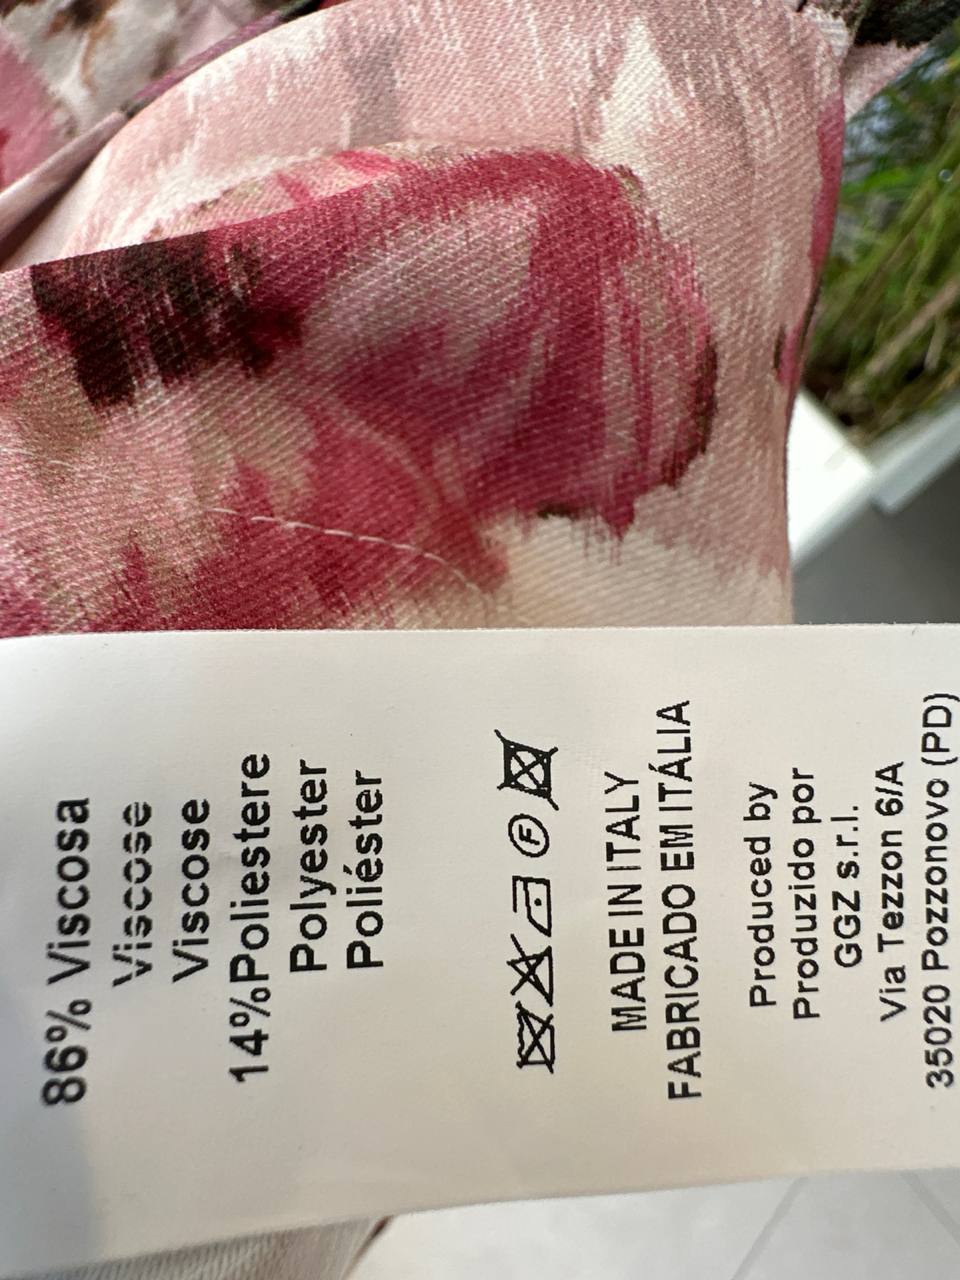 86% Viscosa
Viscose
Viscose
14%Poliestere
Polyester
Poliéster
F
MADE IN ITALY
FABRICADO EM ITÁLIA
Produced by
Produzido por
GGZ s.r.l.
Via Tezzon 6/A
35020 Pozzonovo (PD)